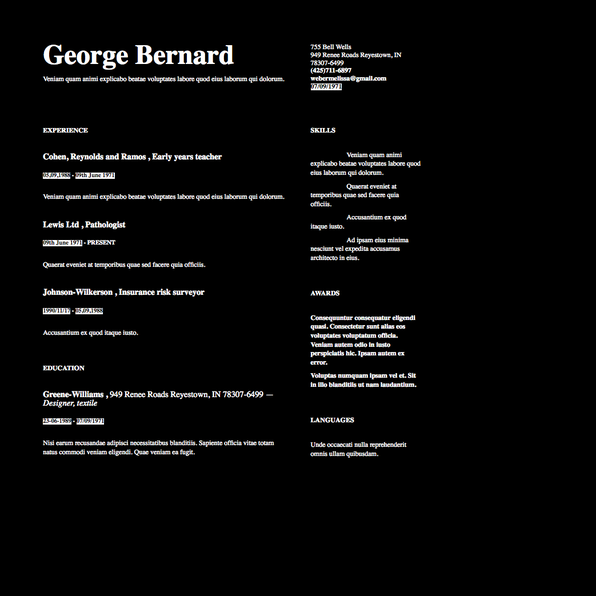 George Bernard
Veniam quam animi explicabo beatae voluptates labore quod eius laborum qui dolorum.
755 Bell Wells
949 Renee Roads Reyestown, IN
78307-6499
(425)711-6897
webermelissa@gmail.com
07/09/1971
EXPERIENCE
Cohen, Reynolds and Ramos , Early years teacher
05,09,1988 - 09th June 1971
Veniam quam animi explicabo beatae voluptates labore quod eius laborum qui dolorum.
Lewis Ltd , Pathologist
09th June 1971 - PRESENT
Quaerat eveniet at temporibus quae sed facere quia officiis.
Johnson-Wilkerson , Insurance risk surveyor
1990/11/17 - 05,09,1988
Accusantium ex quod itaque iusto.
EDUCATION
Greene-Williams , 949 Renee Roads Reyestown, IN 78307-6499 —
Designer, textile
23-06-1989 - 07/09/1971
Nisi earum recusandae adipisci necessitatibus blanditiis. Sapiente officia vitae totam
natus commodi veniam eligendi. Quae veniam ea fugit.
SKILLS
Veniam quam animi
explicabo beatae voluptates labore quod
eius laborum qui dolorum.
Quaerat eveniet at
temporibus quae sed facere quia
officiis.
Accusantium ex quod
itaque iusto.
Ad ipsam eius minima
nesciunt vel expedita accusamus
architecto in eius.
AWARDS
Consequuntur consequatur eligendi
quasi. Consectetur sunt alias eos
voluptates voluptatum officia.
Veniam autem odio in iusto
perspiciatis hic. Ipsam autem ex
error.
Voluptas numquam ipsam vel et. Sit
in illo blanditiis ut nam laudantium.
LANGUAGES
Unde occaecati nulla reprehenderit
omnis ullam quibusdam.